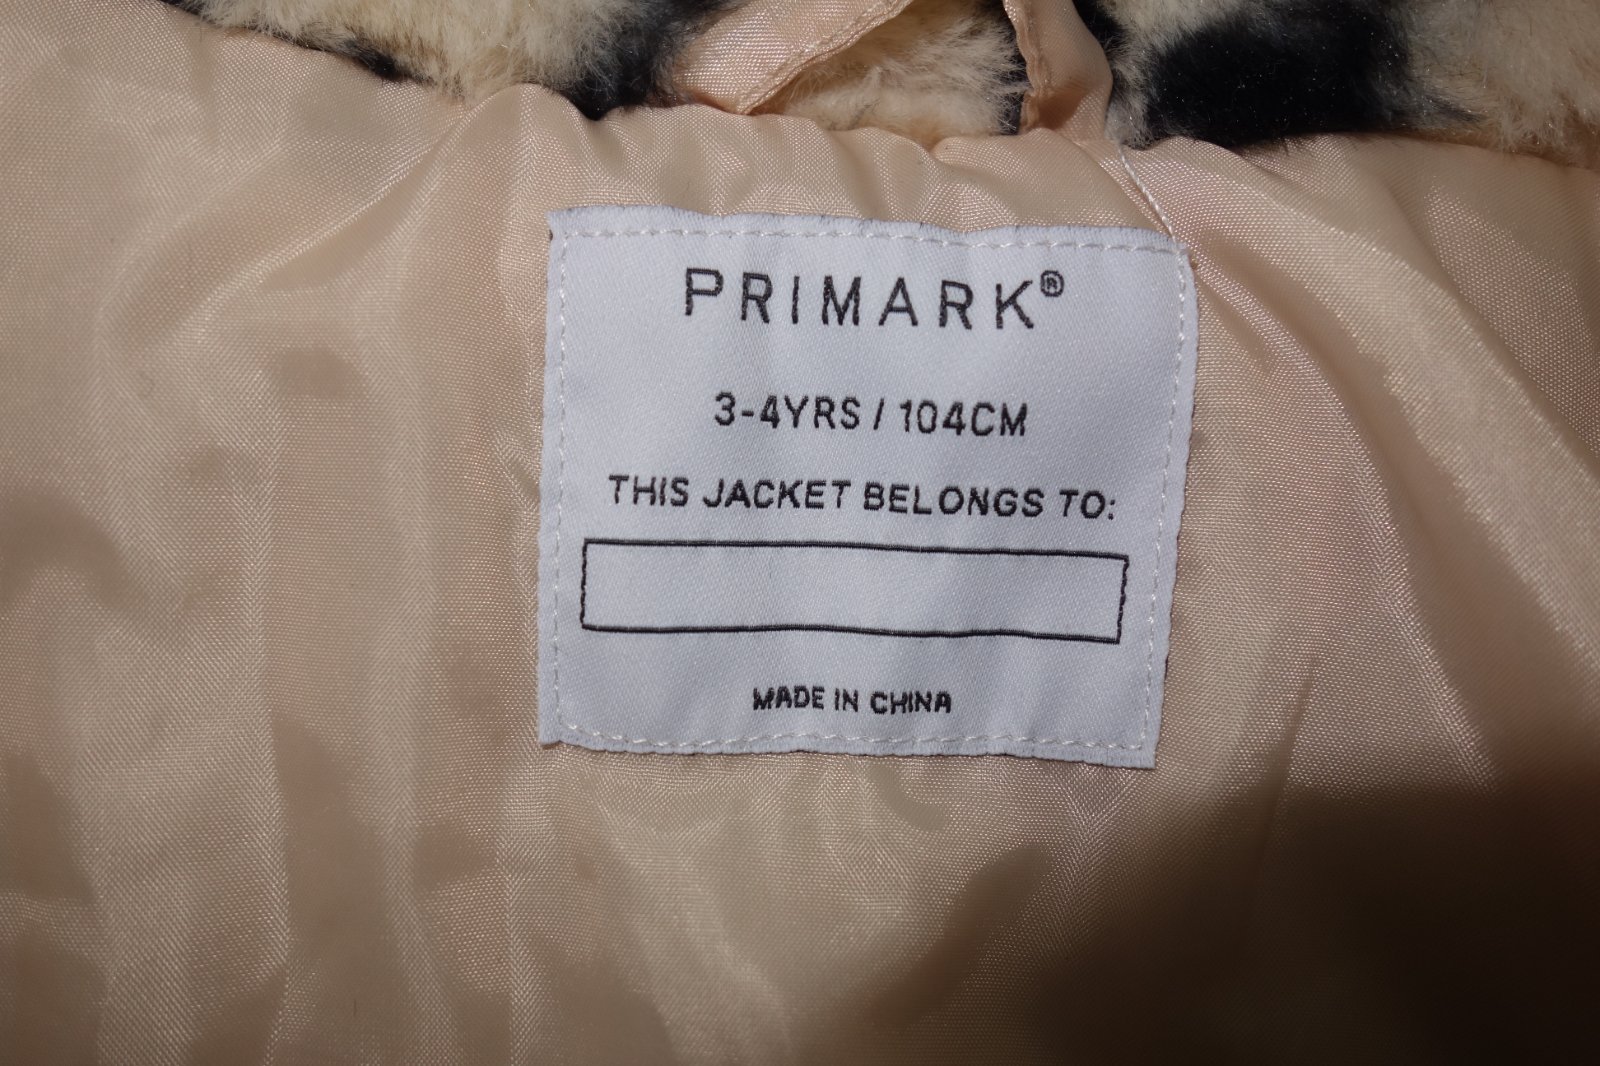 PRIMARK®
3-4YRS / 104CM
THIS JACKET BELONGS TO:
MADE IN CHINA